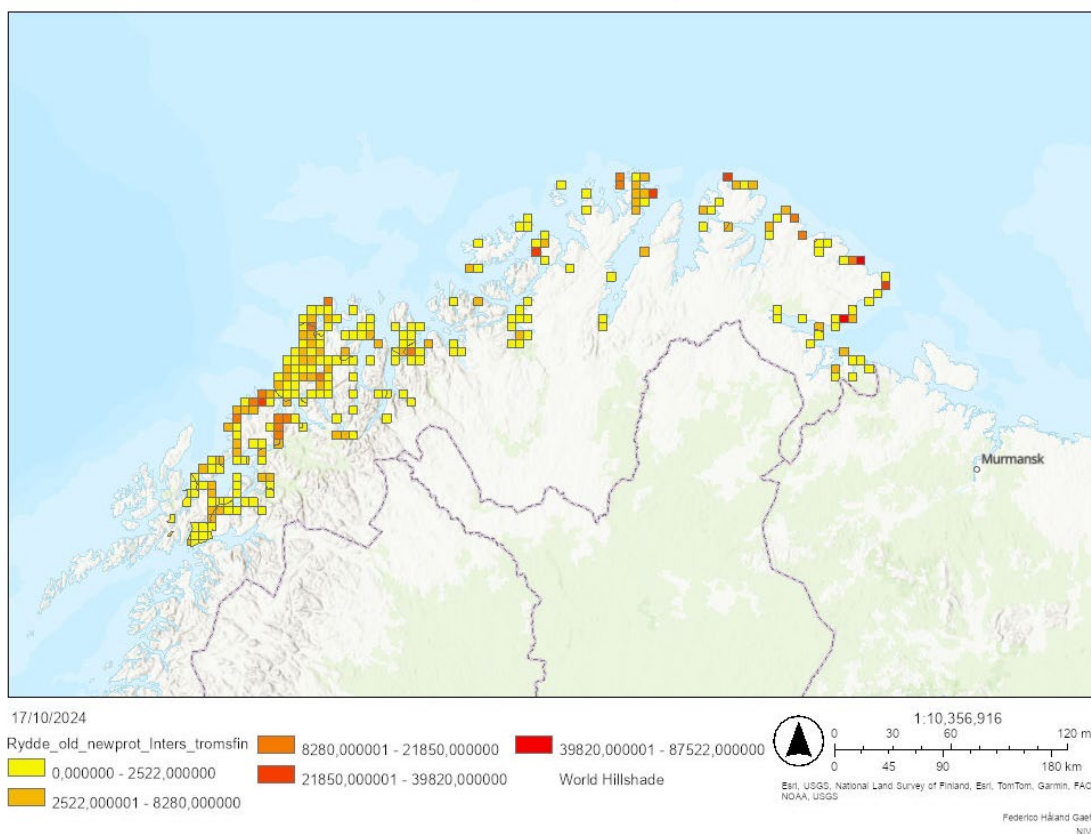 Murmansk
17/10/2024
Rydde_old_newprot_Inters_tromsfin
0,000000 - 2522,000000
2522,000001 - 8280,000000
8280,000001 - 21850,000000
21850,000001 - 39820,000000
39820,000001 - 87522,000000
World Hillshade
1:10,356,916
0 30 60 120 m
0 45 90 180 km
Esri, USGS, National Land Survey of Finland, Esri, TomTom, Garmin, FAO
NOAA, USGS
Federico Håland